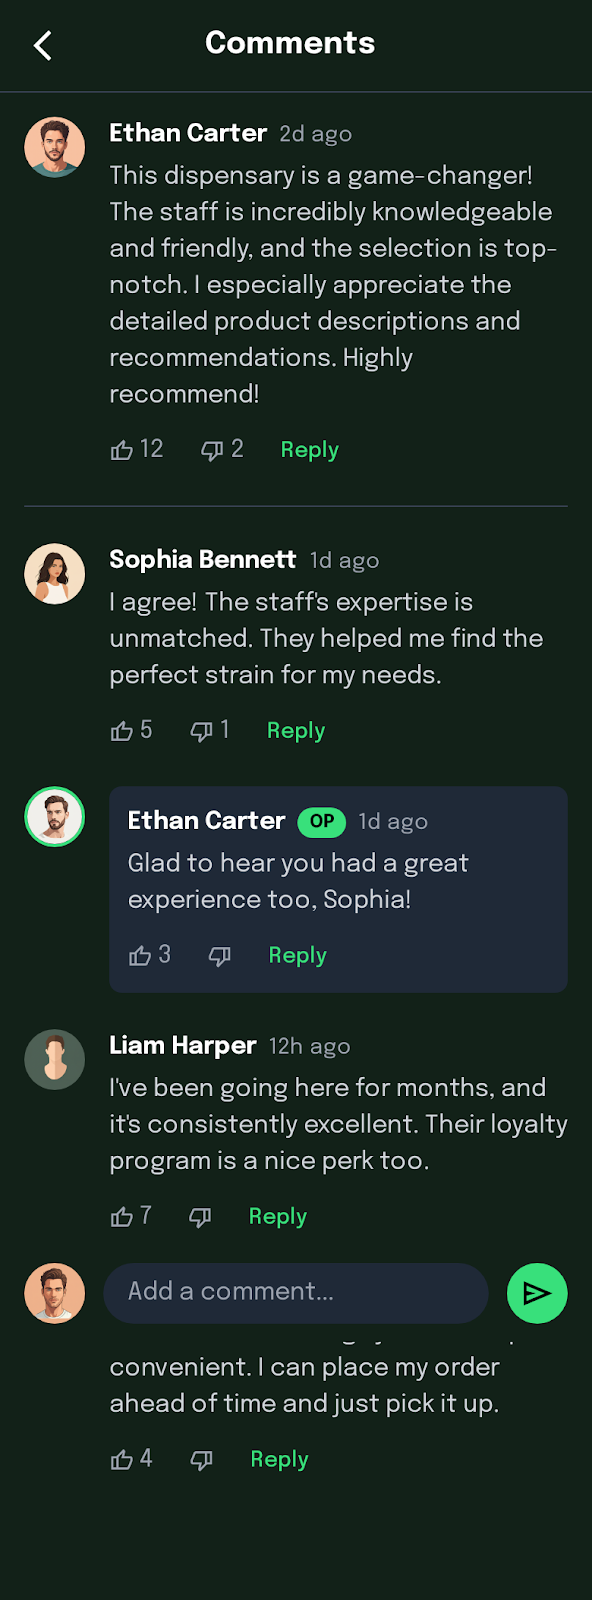 Comments
Ethan Carter 2d ago
This dispensary is a game-changer!
The staff is incredibly knowledgeable
and friendly, and the selection is top-
notch. I especially appreciate the
detailed product descriptions and
recommendations. Highly
recommend!
12 2 Reply
Sophia Bennett 1d ago
I agree! The staff's expertise is
unmatched. They helped me find the
perfect strain for my needs.
5 1 Reply
Ethan Carter OP 1d ago
Glad to hear you had a great
experience too, Sophia!
3 Reply
Liam Harper 12h ago
I've been going here for months, and
it's consistently excellent. Their loyalty
program is a nice perk too.
7 Reply
Add a comment...
convenient. I can place my order
ahead of time and just pick it up.
4 Reply